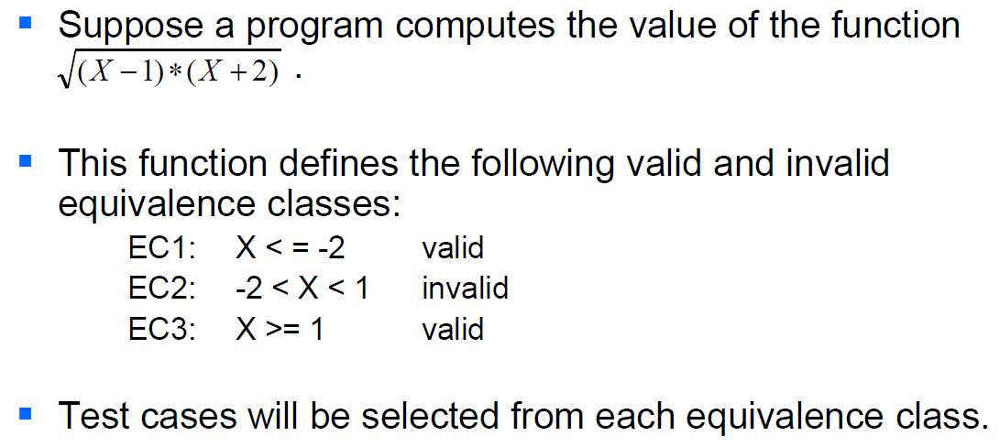 ▪ Suppose a program computes the value of the function
√(X – 1) * (X + 2) .
▪ This function defines the following valid and invalid
equivalence classes:
EC1: X < = -2 valid
EC2: -2 < X < 1 invalid
EC3: X >= 1 valid
▪ Test cases will be selected from each equivalence class.